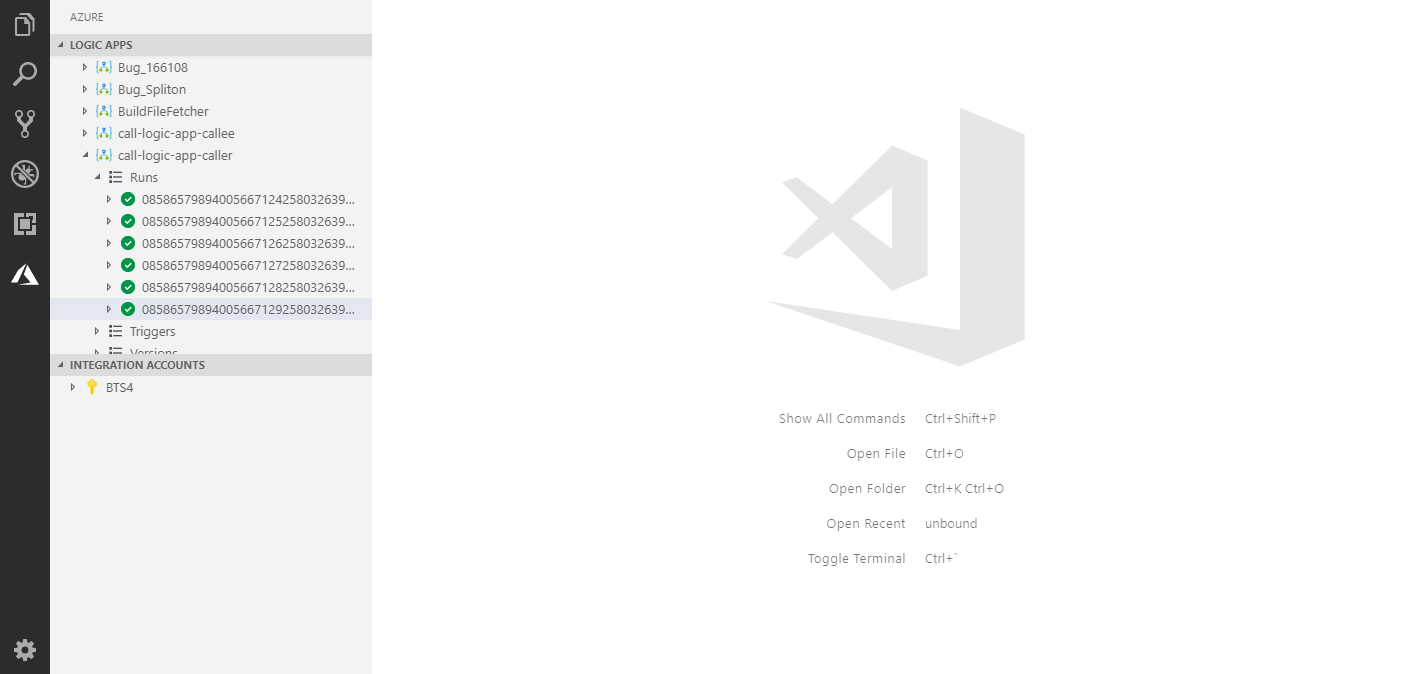 AZURE
LOGIC APPS
Bug_166108
Bug_Spliton
BuildFileFetcher
call-logic-app-callee
call-logic-app-caller
Runs
08586579894005667124258032639...
08586579894005667125258032639...
08586579894005667126258032639...
08586579894005667127258032639...
08586579894005667128258032639...
08586579894005667129258032639...
Triggers
Versions
INTEGRATION ACCOUNTS
BTS4
Show All Commands Ctrl+Shift+P
Open File Ctrl+O
Open Folder Ctrl+K Ctrl+O
Open Recent unbound
Toggle Terminal Ctrl+`